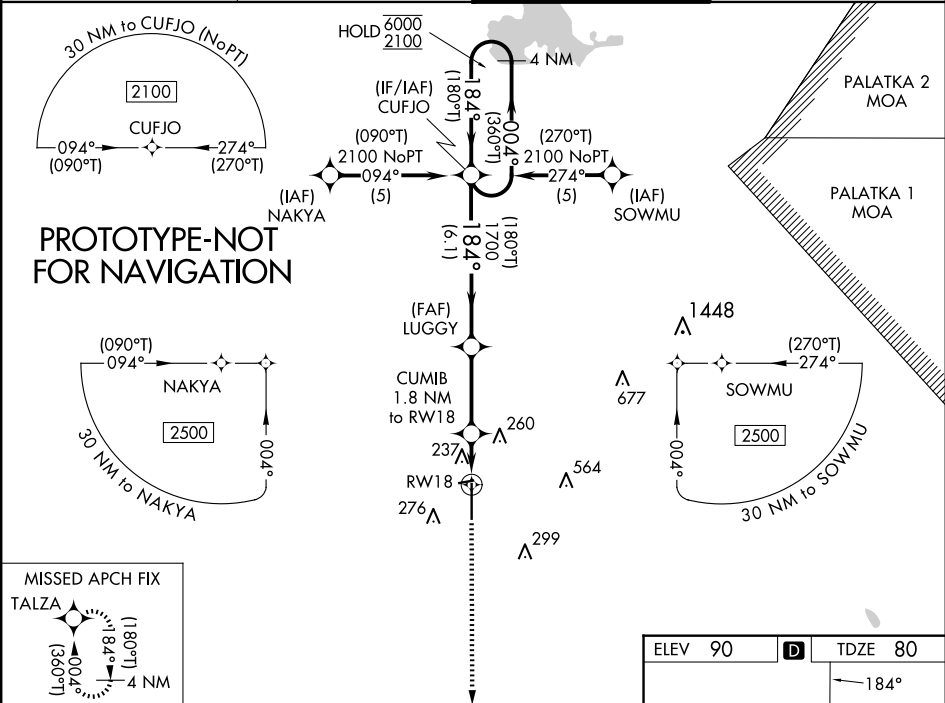 30 NM to CUFJO (NoPT)
2100
CUFJO
094°
(090°T)
274°
(270°T)
HOLD 6000
2100
4 NM
(IF/IAF)
CUFJO
184°
(180°T)
004°
(360°T)
(090°T)
2100 NoPT
094°
(5)
(270°T)
2100 NoPT
274°
(5)
(IAF)
NAKYA
(IAF)
SOWMU
PALATKA 2
MOA
PALATKA 1
MOA
PROTOTYPE-NOT
FOR NAVIGATION
(180°T)
1700
184°
(6.1)
(FAF)
LUGGY
CUMIB
1.8 NM
to RW18
260
237
RW18
276
564
299
1448
677
(090°T)
094°
NAKYA
2500
004°
30 NM to NAKYA
(270°T)
274°
SOWMU
2500
004°
30 NM to SOWMU
MISSED APCH FIX
TALZA
(180°T)
184°
004°
(360°T)
4 NM
ELEV 90 D TDZE 80
184°